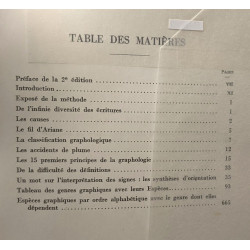 TABLE DES MATIÈRES
Pages
Préface de la 2e édition
Introduction
Exposé de la méthode
De l'infinie diversité des écritures
Les causes
Le fil d'Ariane
La classification graphologique
Les accidents de plume
Les 15 premiers principes de la graphologie
De la difficulté des définitions
Un mot sur l'interprétation des signes : les synthèses d'orientation
Tableau des genres graphiques avec leurs Espèces
Espèces graphiques par ordre alphabétique avec le genre dont elles
dépendent